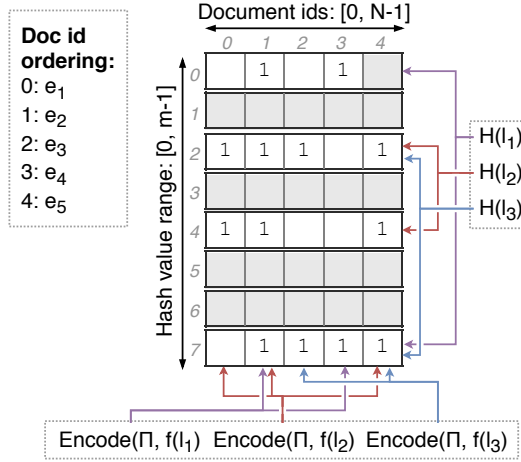 Document ids: [0, N-1]
Doc id
ordering:
0: e₁
1: e₂
2: e₃
3: e₄
4: e₅
Hash value range: [0, m-1]
0 1 2 3 4
0 1 1
1
2 1 1 1 1
3
4 1 1 1
5
6
7 1 1 1 1
H(l₁)
H(l₂)
H(l₃)
Encode(Π, f(l₁) Encode(Π, f(l₂) Encode(Π, f(l₃)